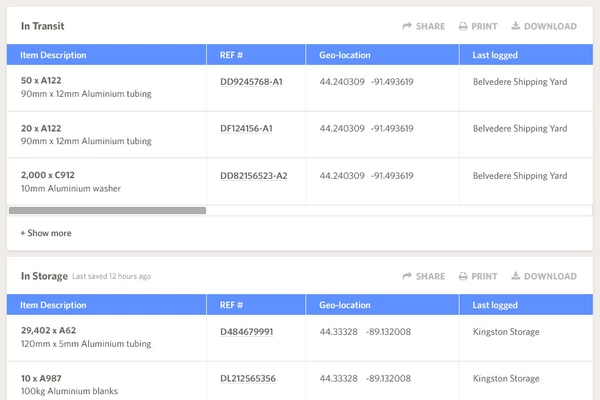 In Transit SHARE PRINT DOWNLOAD
Item Description REF # Geo-location Last logged
50 x A122
90mm x 12mm Aluminium tubing DD9245768-A1 44.240309 -91.493619 Belvedere Shipping Yard
20 x A122
90mm x 12mm Aluminium tubing DF124156-A1 44.240309 -91.493619 Belvedere Shipping Yard
2,000 x C912
10mm Aluminium washer DD82156523-A2 44.240309 -91.493619 Belvedere Shipping Yard
+ Show more
In Storage Last saved 12 hours ago SHARE PRINT DOWNLOAD
Item Description REF # Geo-location Last logged
29,402 x A62
120mm x 5mm Aluminium tubing D484679991 44.33328 -89.132008 Kingston Storage
10 x A987
100kg Aluminium blanks DL212565356 44.33328 -89.132008 Kingston Storage